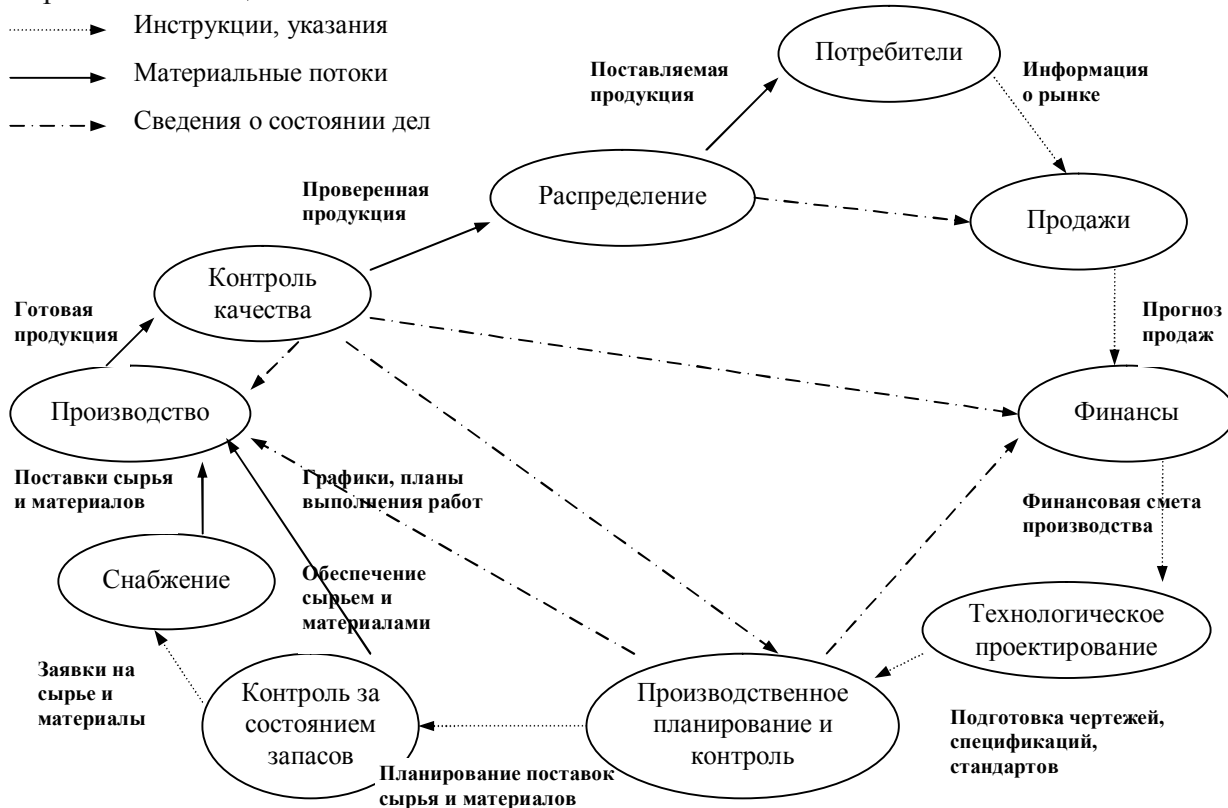 Инструкции, указания
Материальные потоки
Сведения о состоянии дел
Потребители
Поставляемая
продукция
Информация
о рынке
Распределение
Проверенная
продукция
Продажи
Контроль
качества
Готовая
продукция
Прогноз
продаж
Производство
Финансы
Поставки сырья
и материалов
Графики, планы
выполнения работ
Финансовая смета
производства
Снабжение
Обеспечение
сырьем и
материалами
Технологическое
проектирование
Заявки на
сырье и
материалы
Контроль за
состоянием
запасов
Производственное
планирование и
контроль
Подготовка чертежей,
спецификаций,
стандартов
Планирование поставок
сырья и материалов